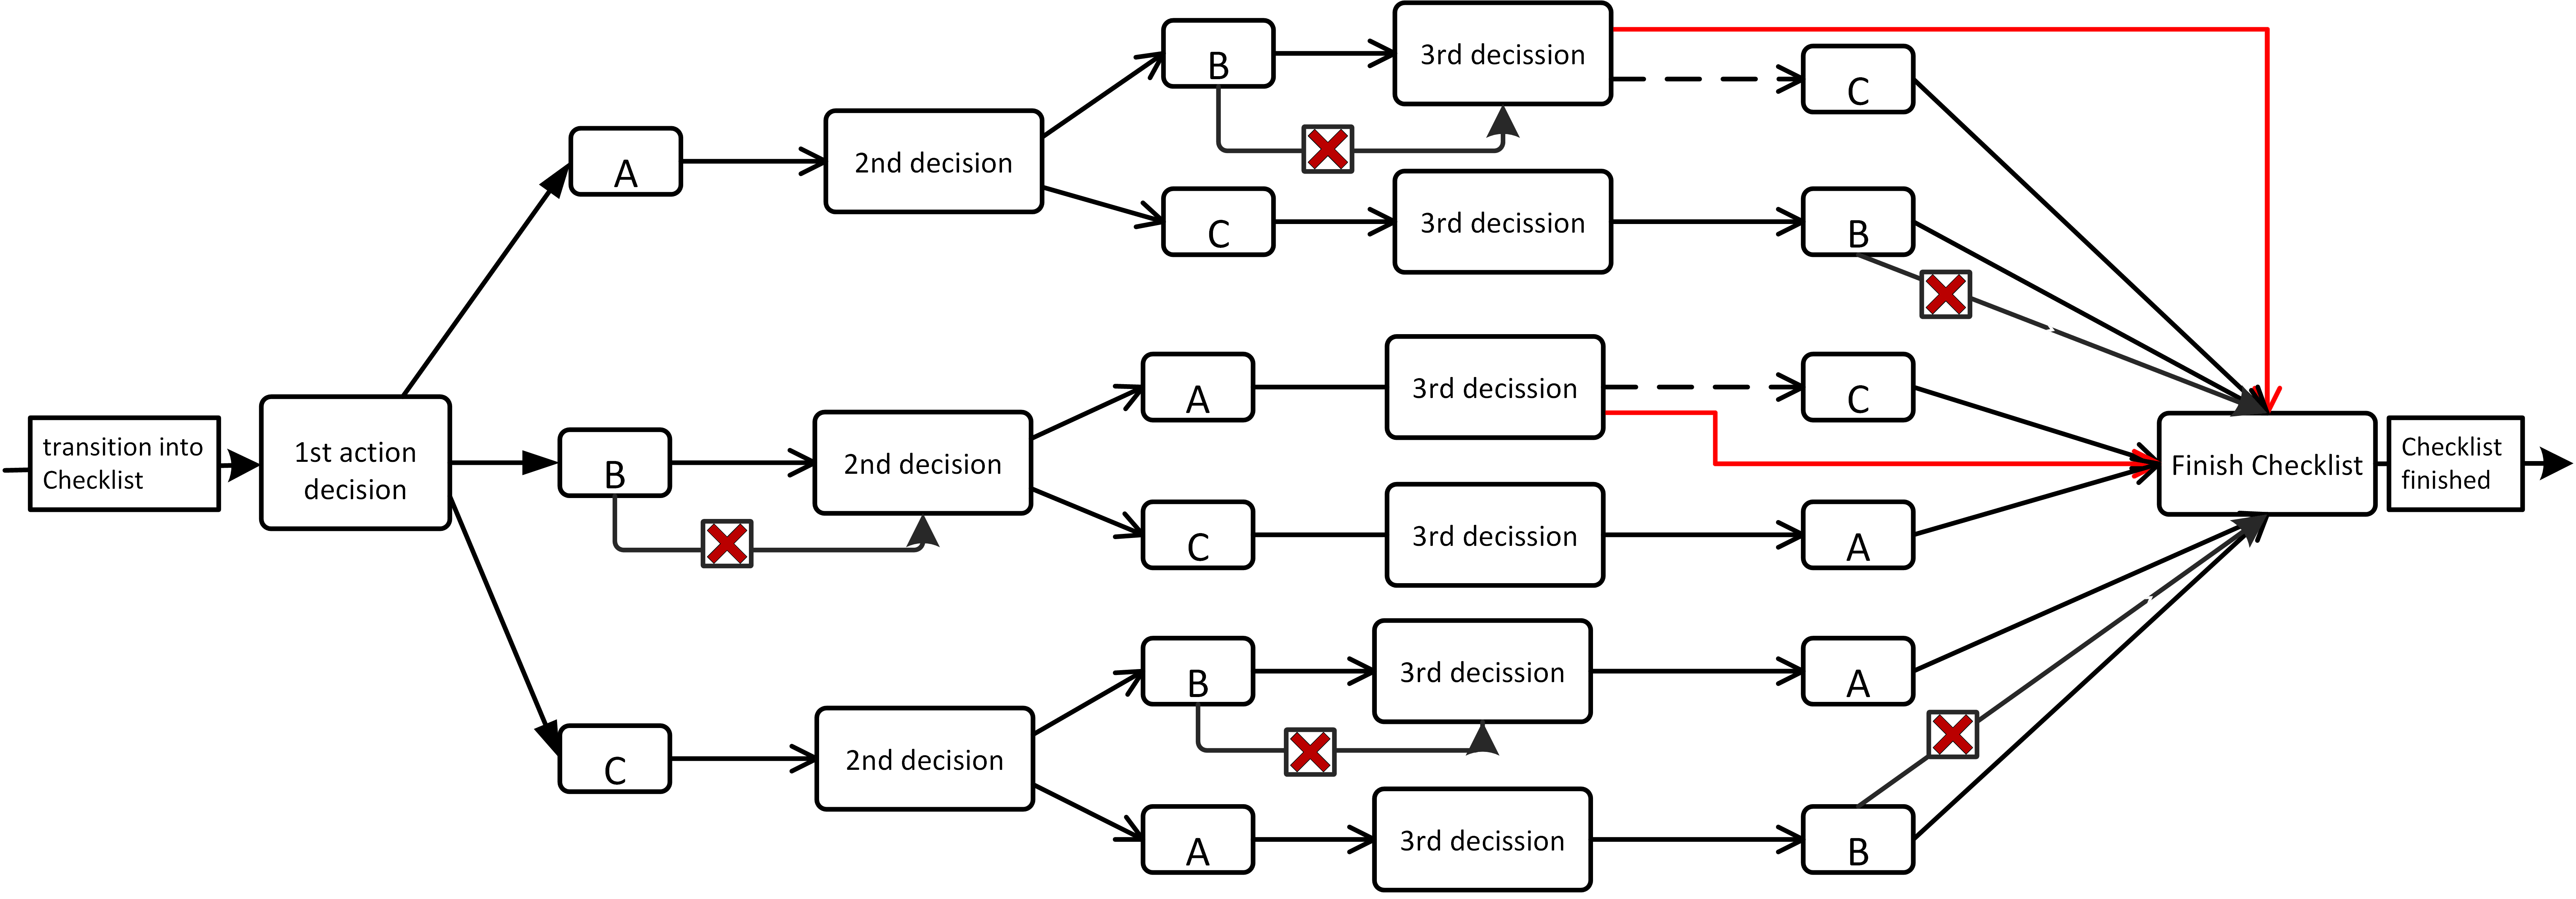 transition into
Checklist
1st action
decision
A
2nd decision
B
3rd decission
C
C
3rd decission
B
B
2nd decision
A
3rd decission
C
C
3rd decission
A
C
2nd decision
B
3rd decission
A
A
3rd decission
B
Finish Checklist
Checklist
finished